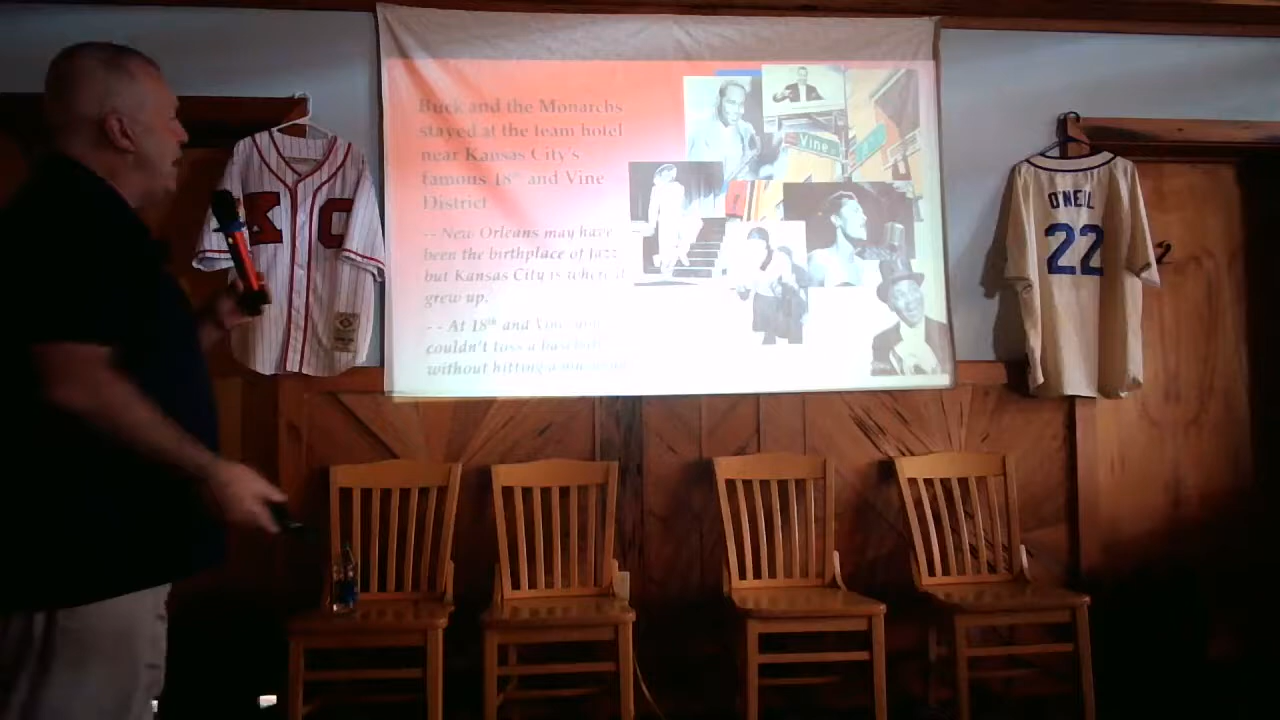 Buck and the Monarchs
stayed at the team hotel
near Kansas City's
famous 18th and Vine
District
-- New Orleans may have
been the birthplace of Jazz
but Kansas City is where it
grew up.
- - At 18th and Vine
couldn't toss a baseball
without hitting a
Vine
KC
O'NEIL
22